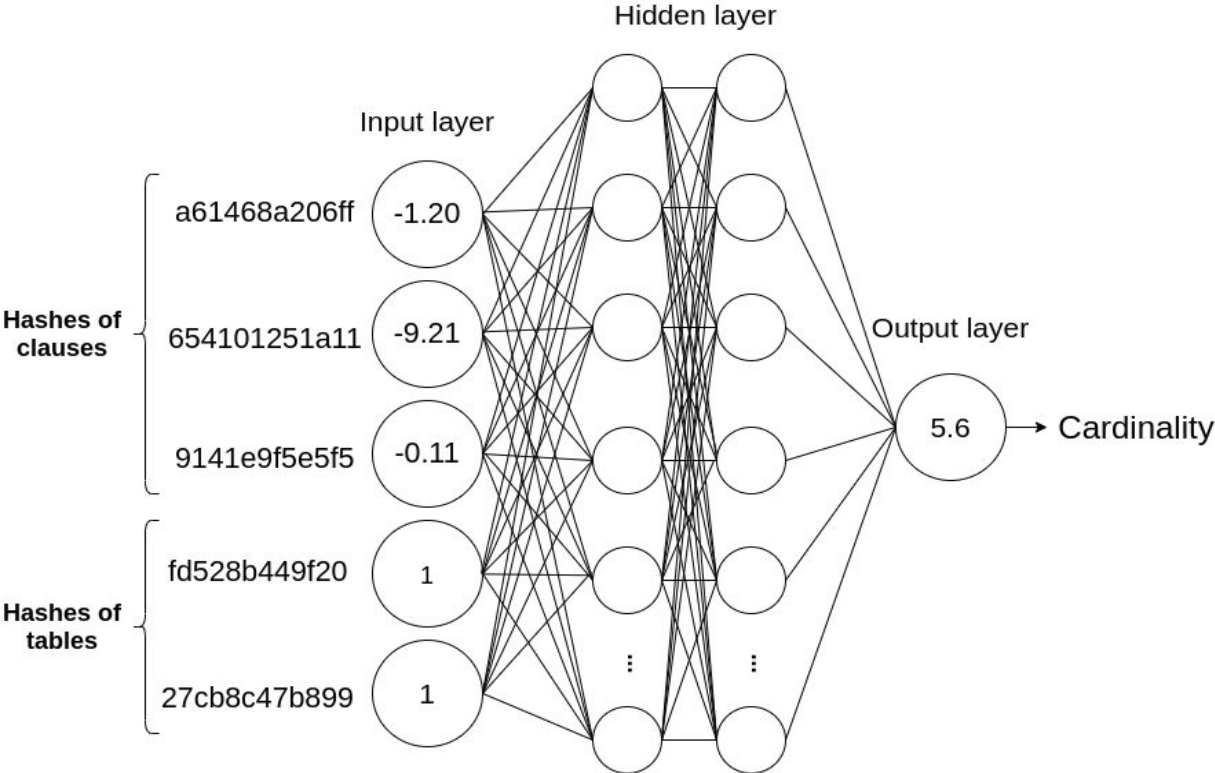 Hidden layer
Input layer
a61468a206ff
-1.20
Hashes of
clauses
654101251a11
-9.21
Output layer
9141e9f5e5f5
-0.11
5.6
Cardinality
fd528b449f20
1
Hashes of
tables
27cb8c47b899
1
...
...